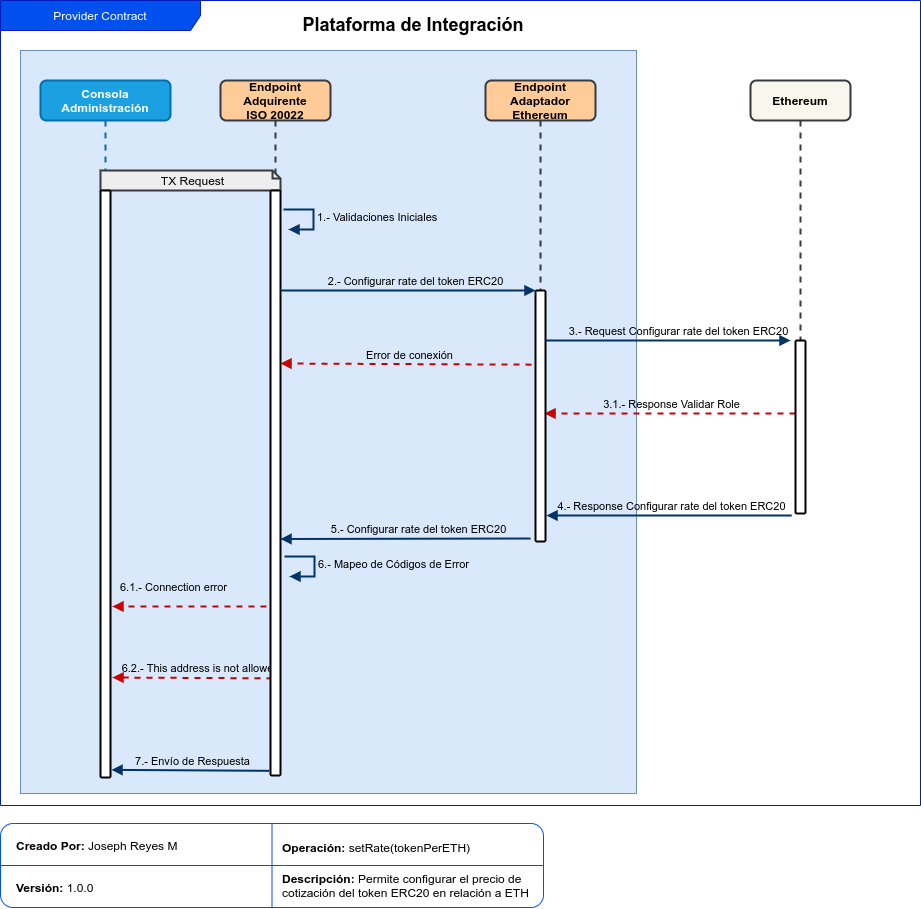 Provider Contract
Plataforma de Integración
Consola
Administración
Endpoint
Adquirente
ISO 20022
Endpoint
Adaptador
Ethereum
Ethereum
TX Request
1.- Validaciones Iniciales
2.- Configurar rate del token ERC20
3.- Request Configurar rate del token ERC20
Error de conexión
3.1.- Response Validar Role
4.- Response Configurar rate del token ERC20
5.- Configurar rate del token ERC20
6.- Mapeo de Códigos de Error
6.1.- Connection error
6.2.- This address is not allowe
7.- Envío de Respuesta
Creado Por: Joseph Reyes M
Operación: setRate(tokenPerETH)
Versión: 1.0.0
Descripción: Permite configurar el precio de
cotización del token ERC20 en relación a ETH